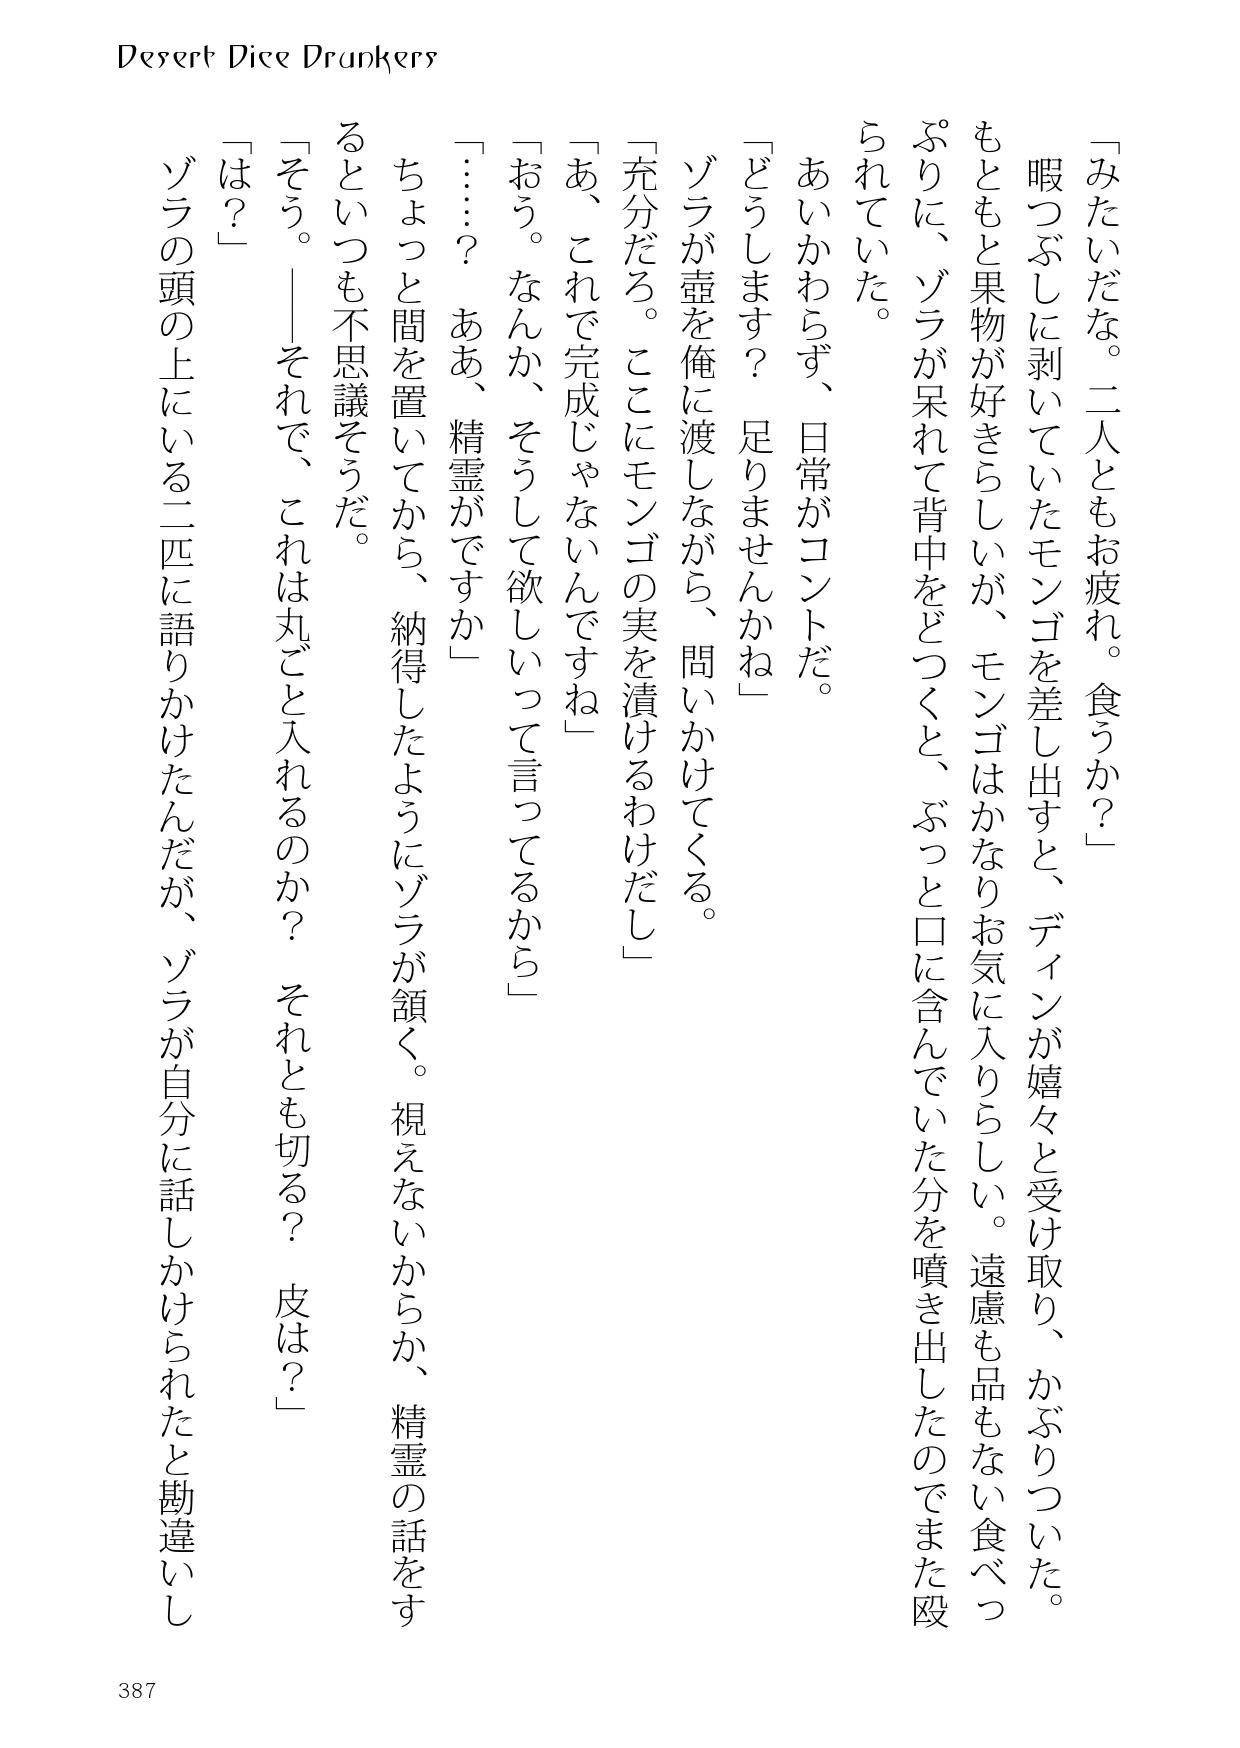 Desert Dice Drunkers
「みたいだな。二人ともお疲れ。食うか？」
　暇つぶしに剥いていたモンゴを差し出すと、ディンが嬉々と受け取り、かぶりついた。
もともと果物が好きらしいが、モンゴはかなりお気に入りらしい。遠慮も品もない食べっ
ぷりに、ゾラが呆れて背中をどつくと、ぶっと口に含んでいた分を噴き出したのでまた殴
られていた。
　あいかわらず、日常がコントだ。
「どうします？　足りませんかね」
　ゾラが壺を俺に渡しながら、問いかけてくる。
「充分だろ。ここにモンゴの実を漬けるわけだし」
「あ、これで完成じゃないんですね」
「おう。なんか、そうして欲しいって言ってるから」
「……？　ああ、精霊がですか」
　ちょっと間を置いてから、納得したようにゾラが頷く。視えないからか、精霊の話をす
るといつも不思議そうだ。
「そう。――それで、これは丸ごと入れるのか？　それとも切る？　皮は？」
「は？」
　ゾラの頭の上にいる二匹に語りかけたんだが、ゾラが自分に話しかけられたと勘違いし
387